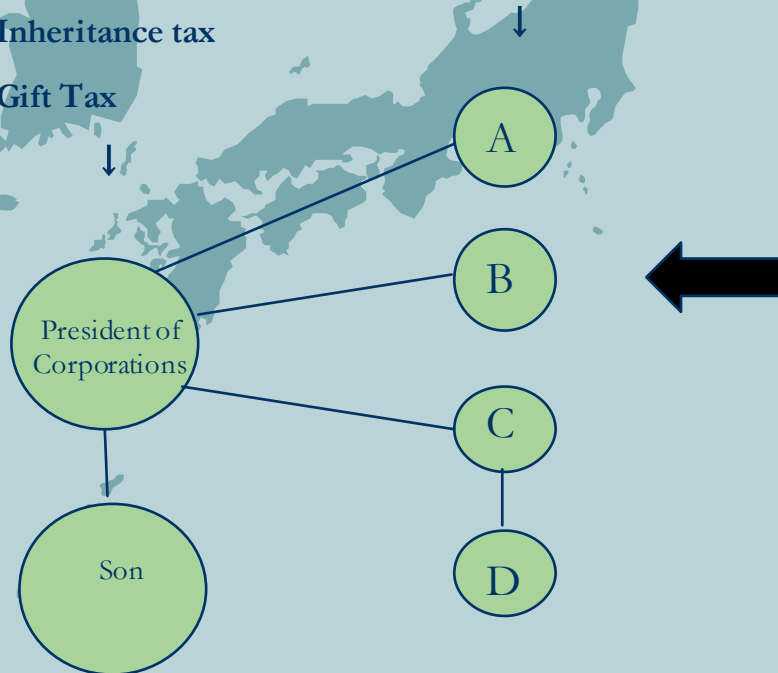 Inheritance tax
Gift Tax
A
B
President of
Corporations
C
Son
D